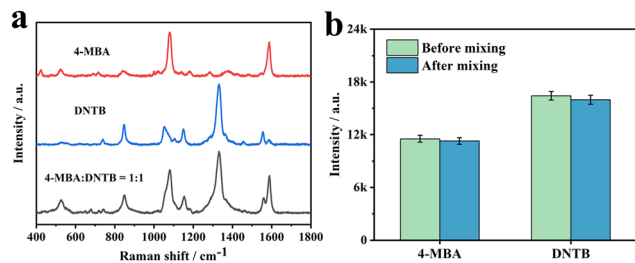 a
4-MBA
DNTB
4-MBA:DNTB = 1:1
Intensity / a.u.
400 600 800 1000 1200 1400 1600 1800
Raman shift / cm⁻¹
b
Before mixing
After mixing
Intensity / a.u.
24k
18k
12k
6k
0
4-MBA DNTB